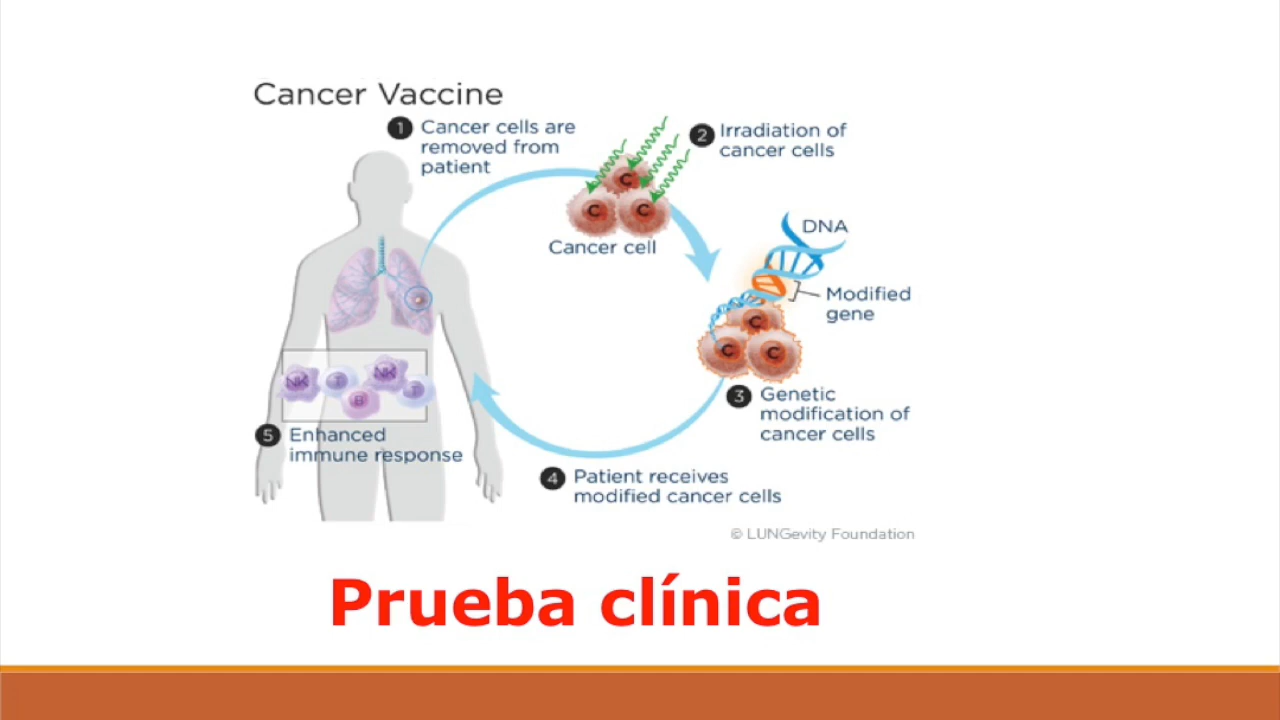 Cancer Vaccine
1 Cancer cells are
removed from
patient
2 Irradiation of
cancer cells
C
C C
Cancer cell
DNA
Modified
gene
C
C C
3 Genetic
modification of
cancer cells
4 Patient receives
modified cancer cells
NK T NK T
B
5 Enhanced
immune response
© LUNGevity Foundation
Prueba clínica